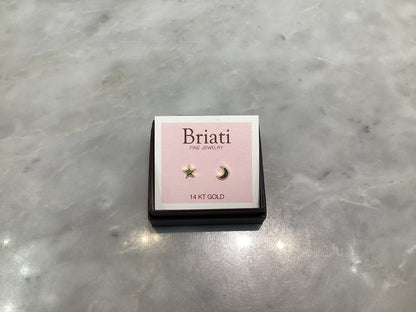 Briati
FINE JEWELRY
14 KT GOLD